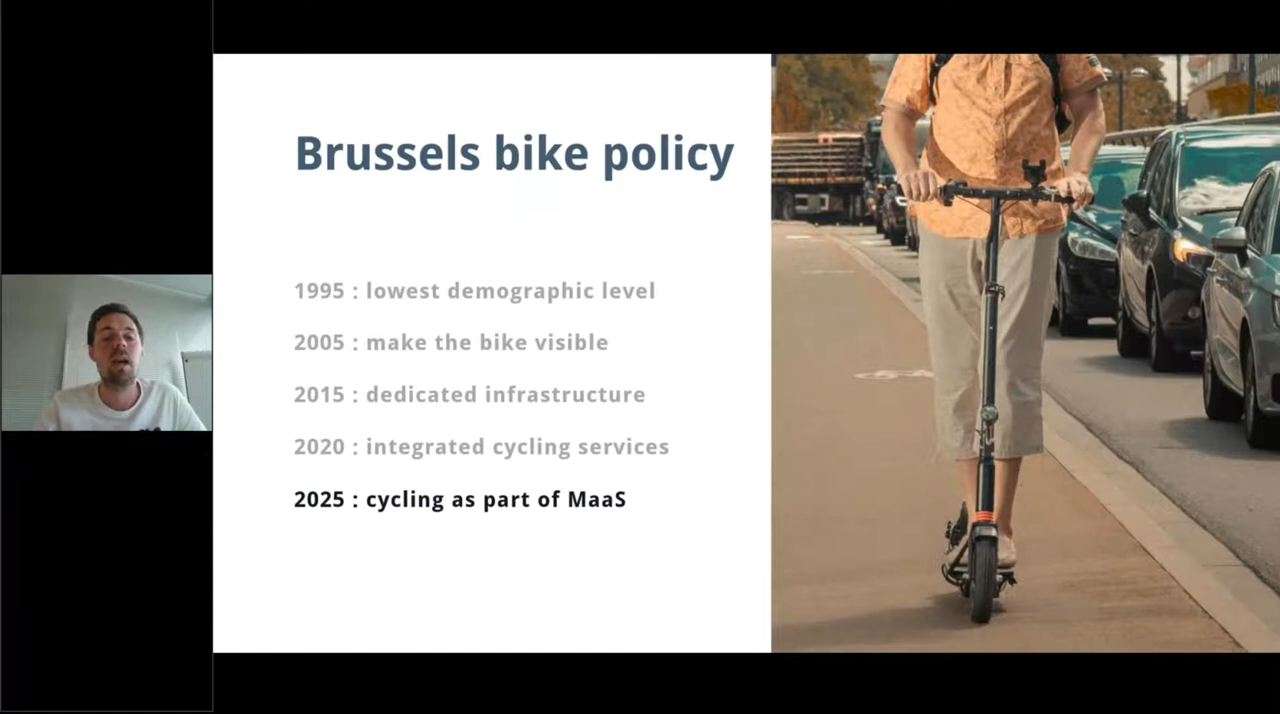 Brussels bike policy
1995 : lowest demographic level
2005 : make the bike visible
2015 : dedicated infrastructure
2020 : integrated cycling services
2025 : cycling as part of MaaS